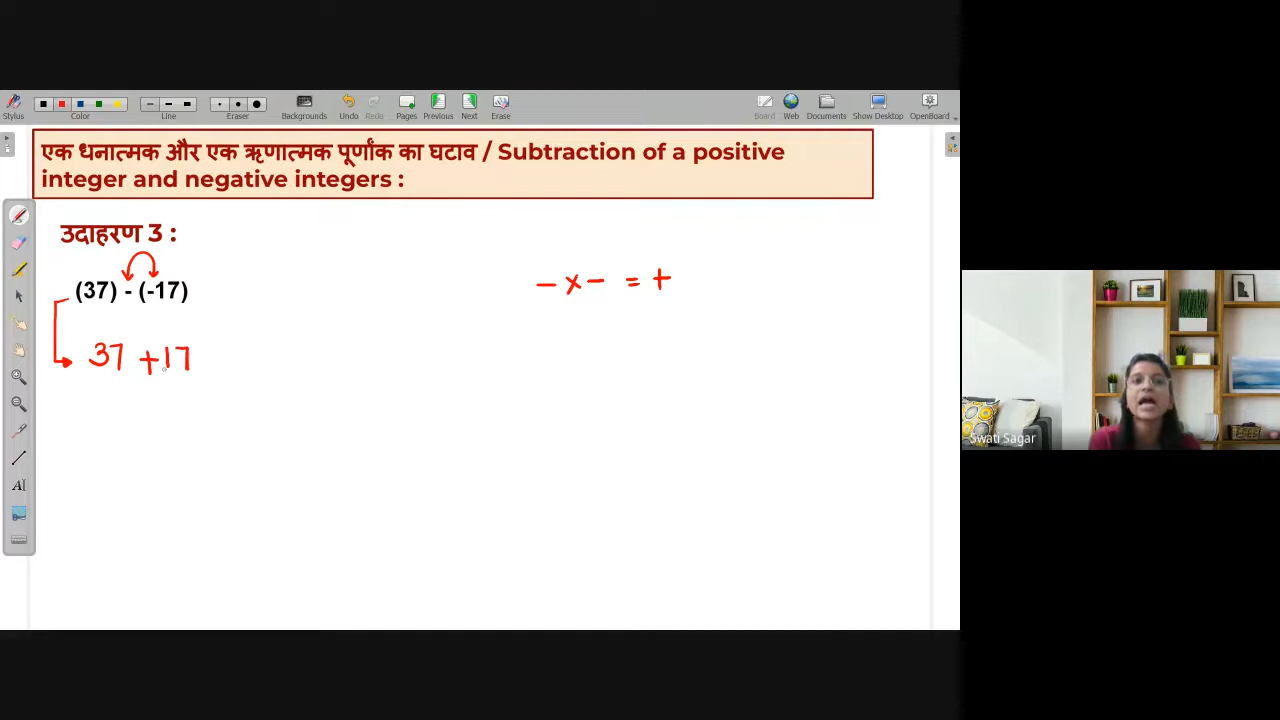 Stylus
Color
Line
Eraser
Backgrounds
Undo
Redo
Pages
Previous
Next
Erase
Board
Web
Documents
Show Desktop
OpenBoard
एक धनात्मक और एक ऋणात्मक पूर्णांक का घटाव / Subtraction of a positive
integer and negative integers :
उदाहरण 3 :
(37) - (-17)
- x - = +
37 + 17
Swati Sagar